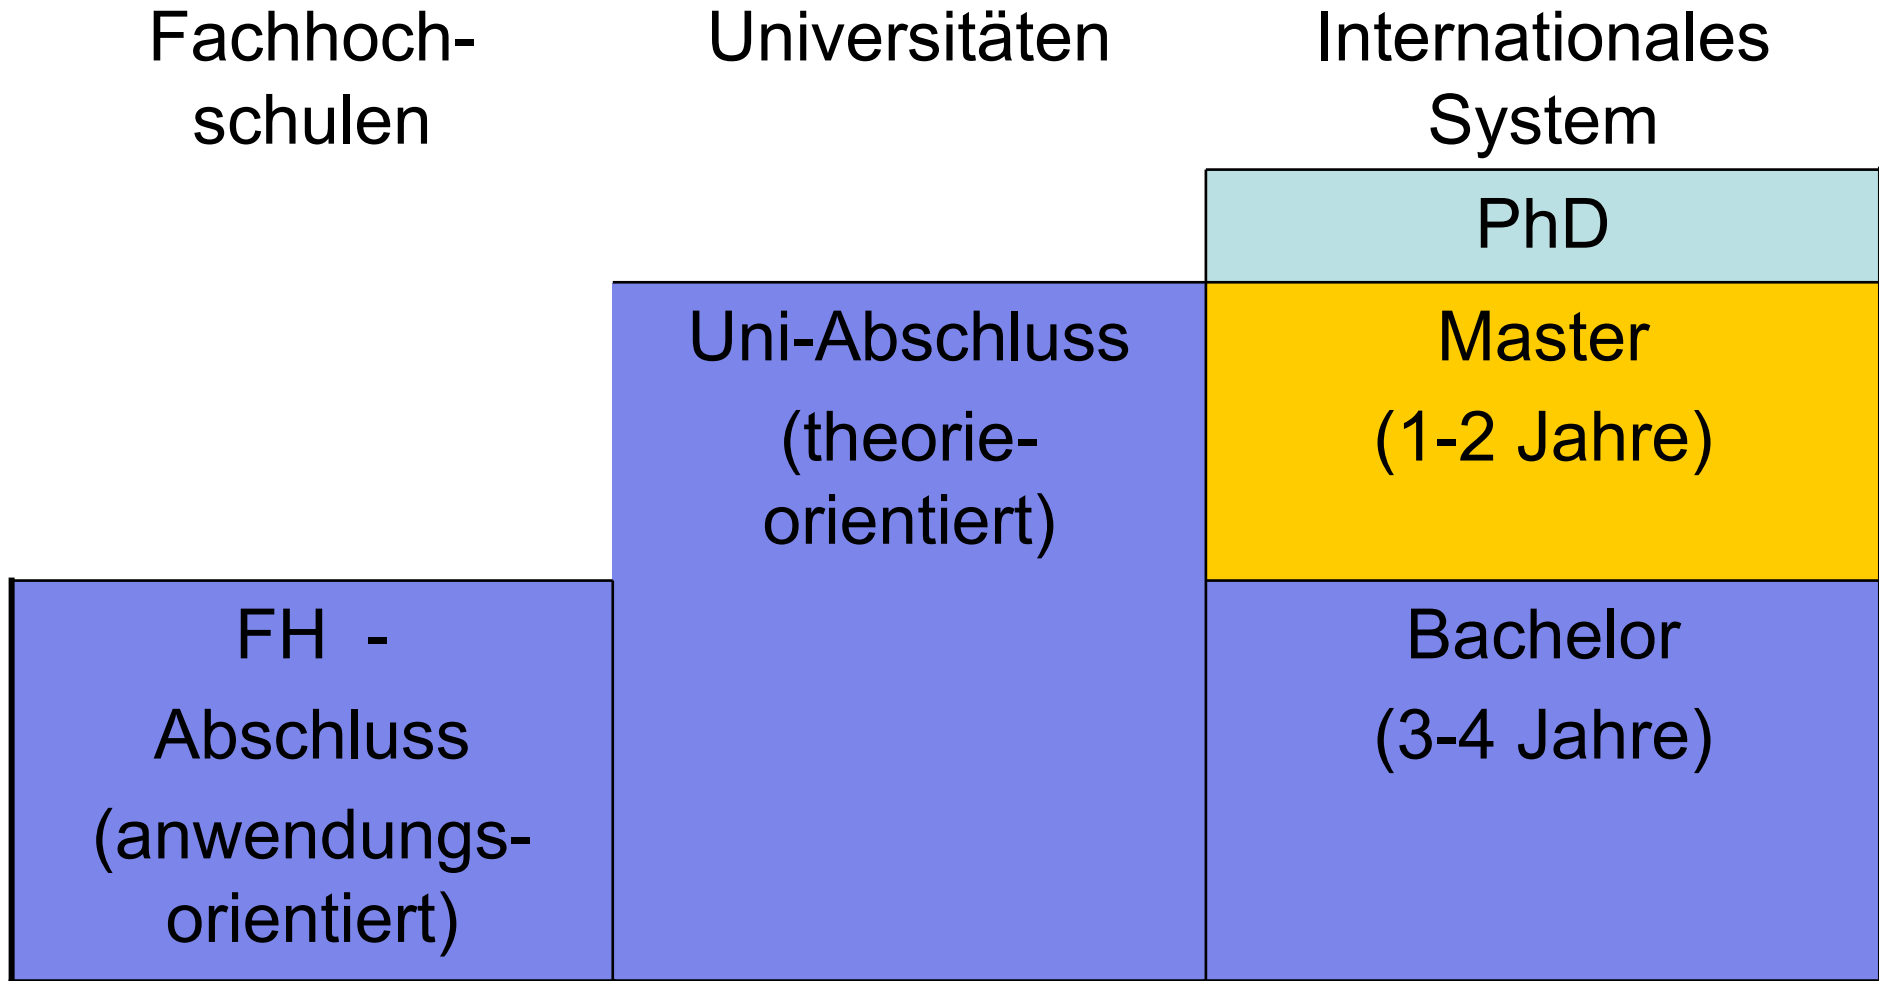 Fachhoch-
schulen
Universitäten
Internationales
System
PhD
Uni-Abschluss
(theorie-
orientiert)
Master
(1-2 Jahre)
FH -
Abschluss
(anwendungs-
orientiert)
Bachelor
(3-4 Jahre)